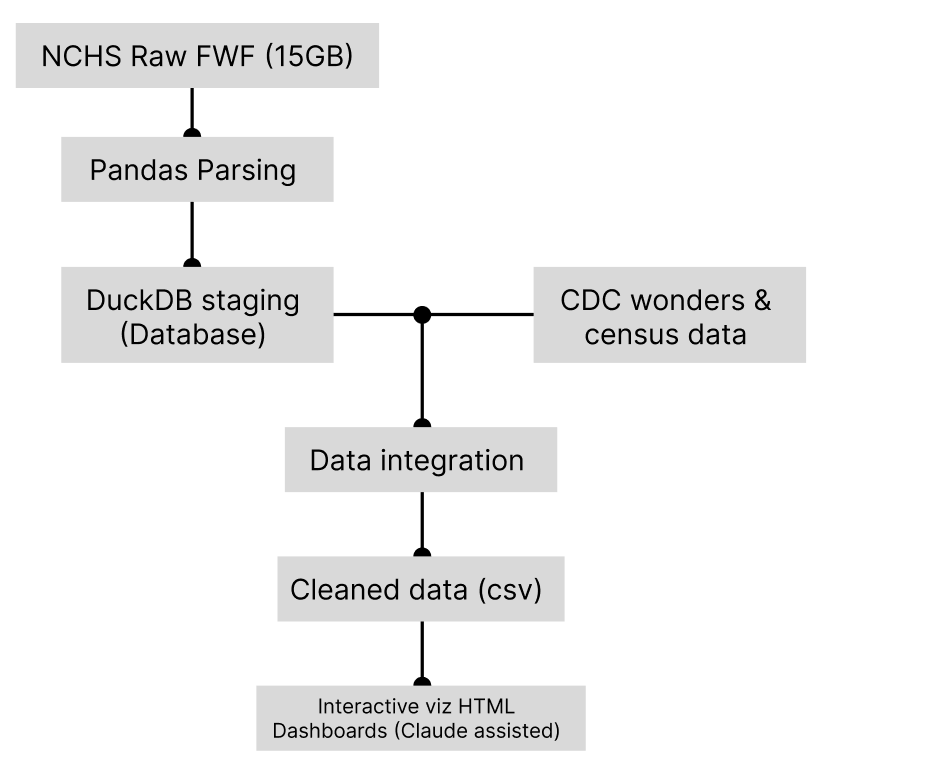 NCHS Raw FWF (15GB)
Pandas Parsing
DuckDB staging
(Database)
CDC wonders &
census data
Data integration
Cleaned data (csv)
Interactive viz HTML
Dashboards (Claude assisted)